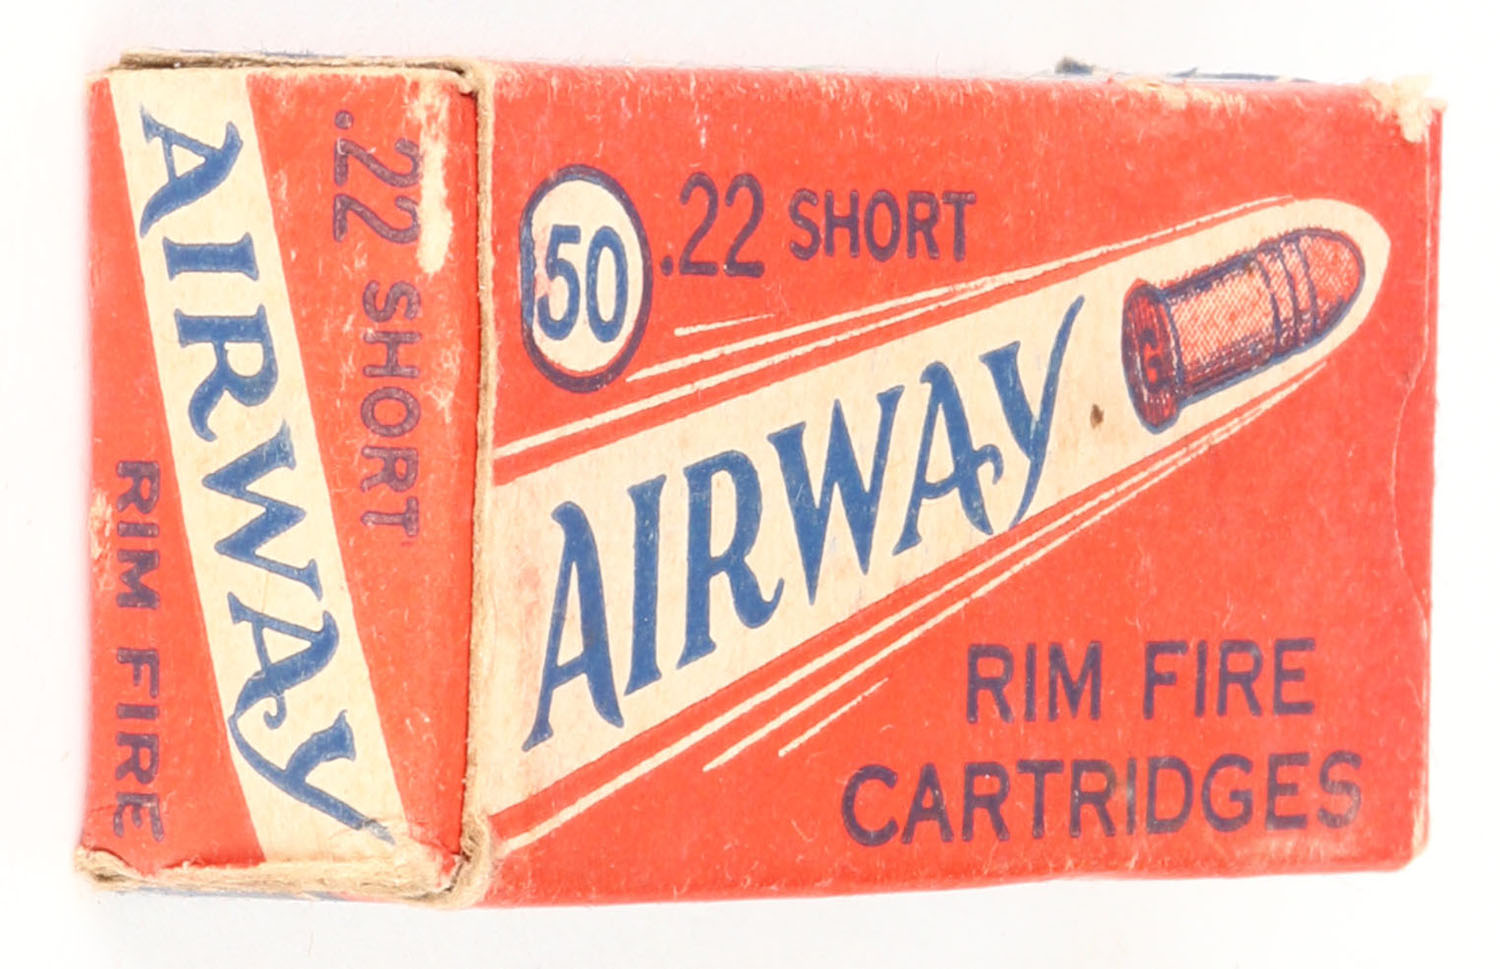 AIRWAY
.22 SHORT
RIM FIRE
50
.22 SHORT
AIRWAY
G
RIM FIRE
CARTRIDGES